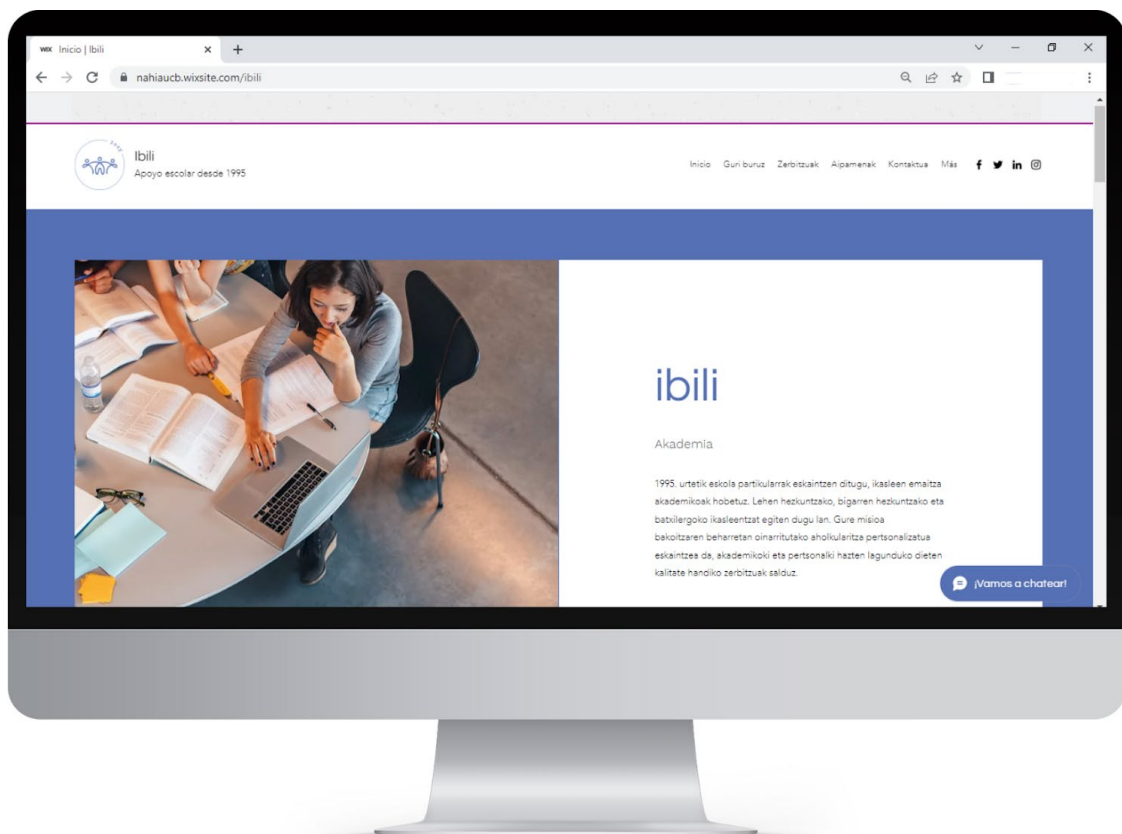 WIX Inicio | Ibili
nahiaucb.wixsite.com/ibili
Ibili
Apoyo escolar desde 1995
Inicio Guri buruz Zerbitzuak Aipamenak Kontaktua Más
ibili
Akademia
1995. urtetik eskola partikularrak eskaintzen ditugu, ikasleen emaitza
akademikoak hobetuz. Lehen hezkuntzako, bigarren hezkuntzako eta
batxilergoko ikasleentzat egiten dugu lan. Gure misioa
bakoitzaren beharretan oinarritutako aholkularitza pertsonalizatua
eskaintzea da, akademikoki eta pertsonalki hazten lagunduko dieten
kalitate handiko zerbitzuak salduz.
¡Vamos a chatear!